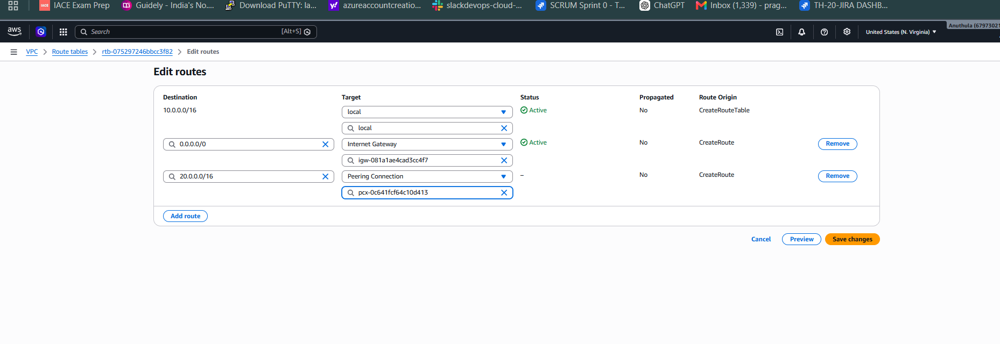 IACE IACE Exam Prep Guidely - India's No.... Download PuTTY: la... azureaccountcreatio... slackdevops-cloud-... SCRUM Sprint 0 - T... ChatGPT Inbox (1,339) - prag... TH-20-JIRA DASHB...
aws Search [Alt+S] United States (N. Virginia) Anuthula (67973021
VPC Route tables rtb-075297246bbcc3f82 Edit routes
Edit routes
Destination Target Status Propagated Route Origin
10.0.0.0/16 local Active No CreateRouteTable
local
0.0.0.0/0 Internet Gateway Active No CreateRoute Remove
igw-081a1ae4cad3cc4f7
20.0.0.0/16 Peering Connection – No CreateRoute Remove
pcx-0c641fcf64c10d413
Add route
Cancel Preview Save changes